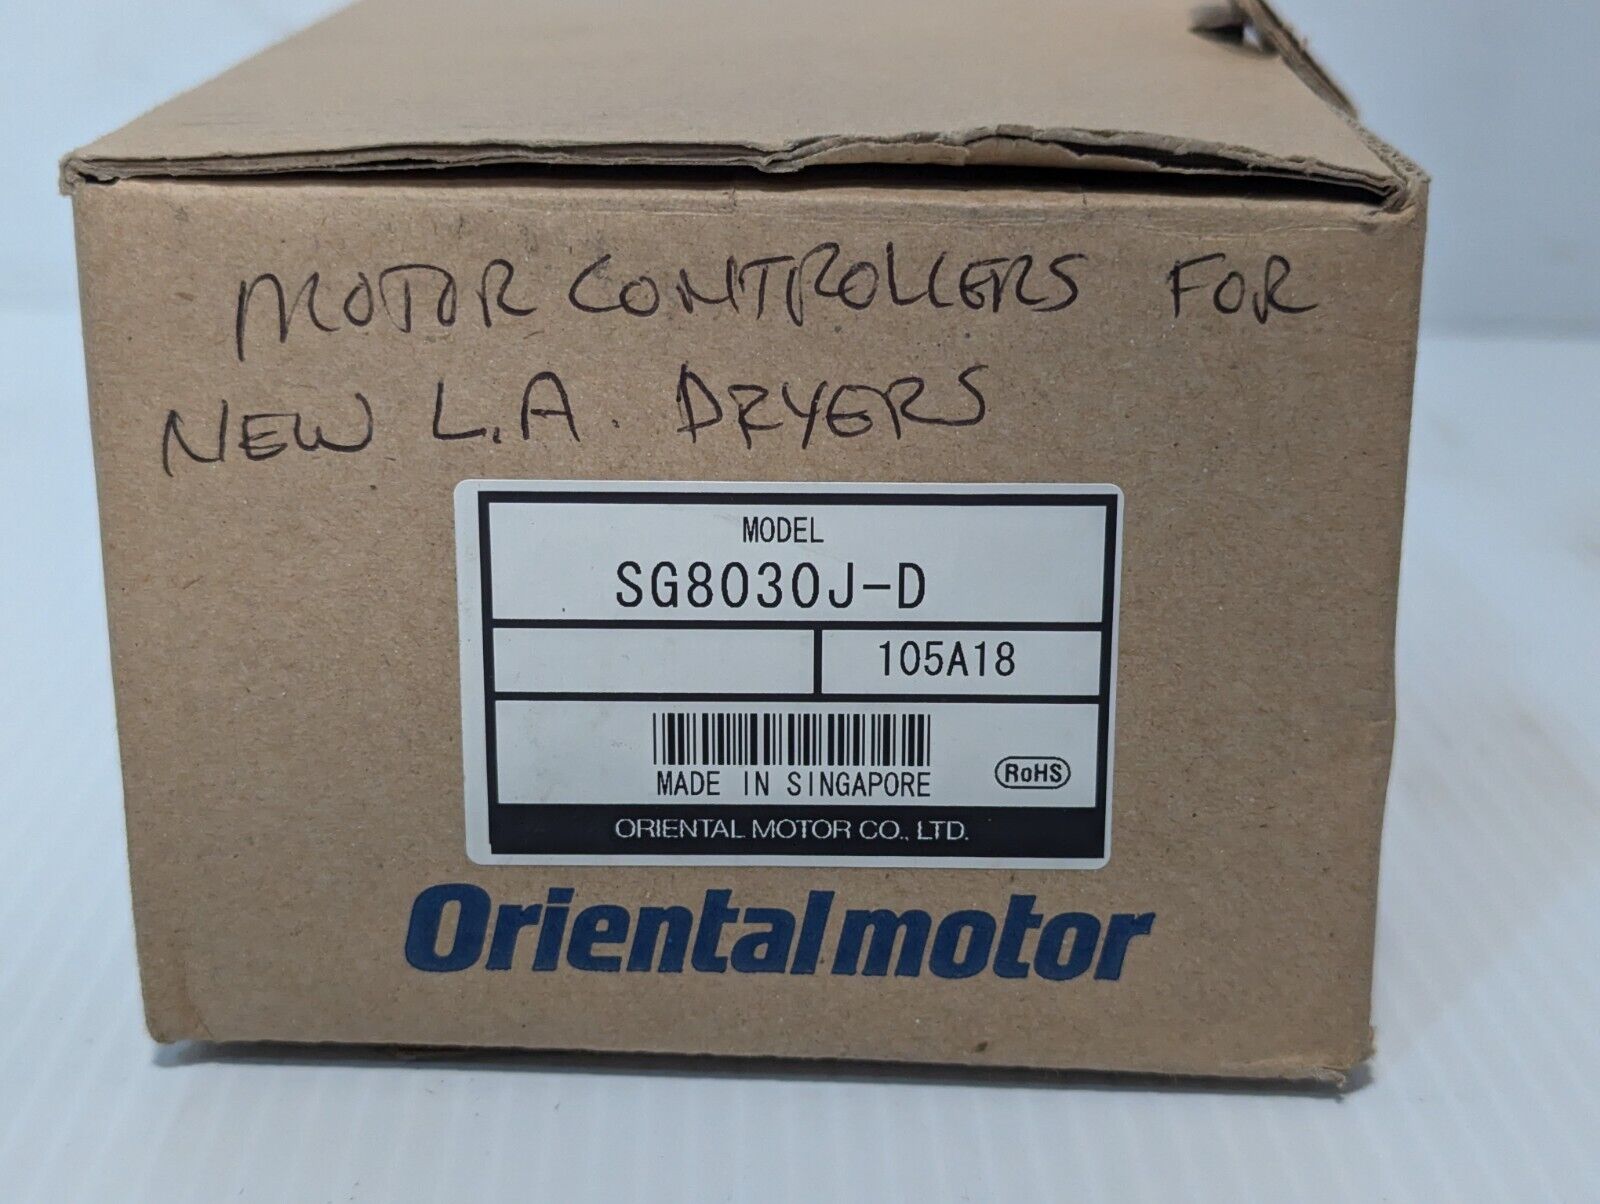 MOTOR CONTROLLERS FOR
NEW L.A. DRYERS
MODEL
SG8030J-D
105A18
MADE IN SINGAPORE
RoHS
ORIENTAL MOTOR CO., LTD.
Orientalmotor